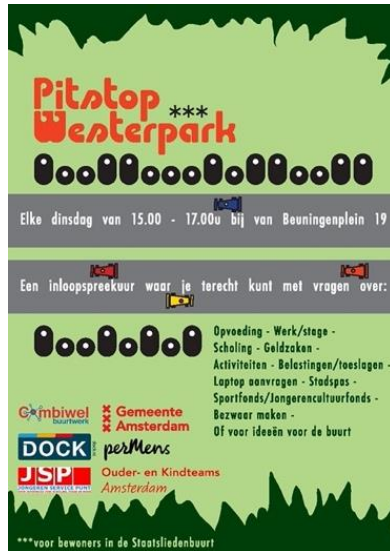 Pitstop
***
Westerpark
Elke dinsdag van 15.00 - 17.00u bij van Beuningenplein 19
Een inloopspreekuur waar je terecht kunt met vragen over:
Opvoeding - Werk/stage -
Scholing - Geldzaken -
Activiteiten - Belastingen/toeslagen -
Laptop aanvragen - Stadspas -
Sportfonds/Jongerencultuurfonds -
Bezwaar maken -
Of voor ideeën voor de buurt
Combiwel
buurtwerk
Gemeente
Amsterdam
DOCK
perMens
JSP
JONGEREN SERVICE PUNT
Ouder- en Kindteams
Amsterdam
***voor bewoners in de Staatsliedenbuurt